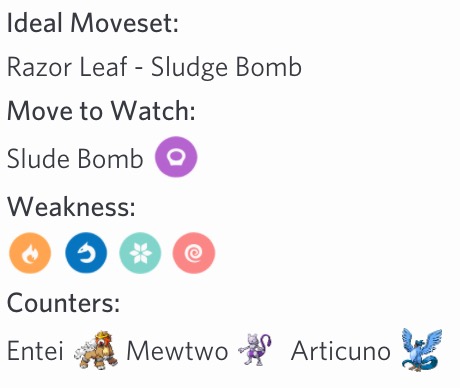 Ideal Moveset:
Razor Leaf - Sludge Bomb
Move to Watch:
Slude Bomb
Weakness:
Counters:
Entei Mewtwo Articuno